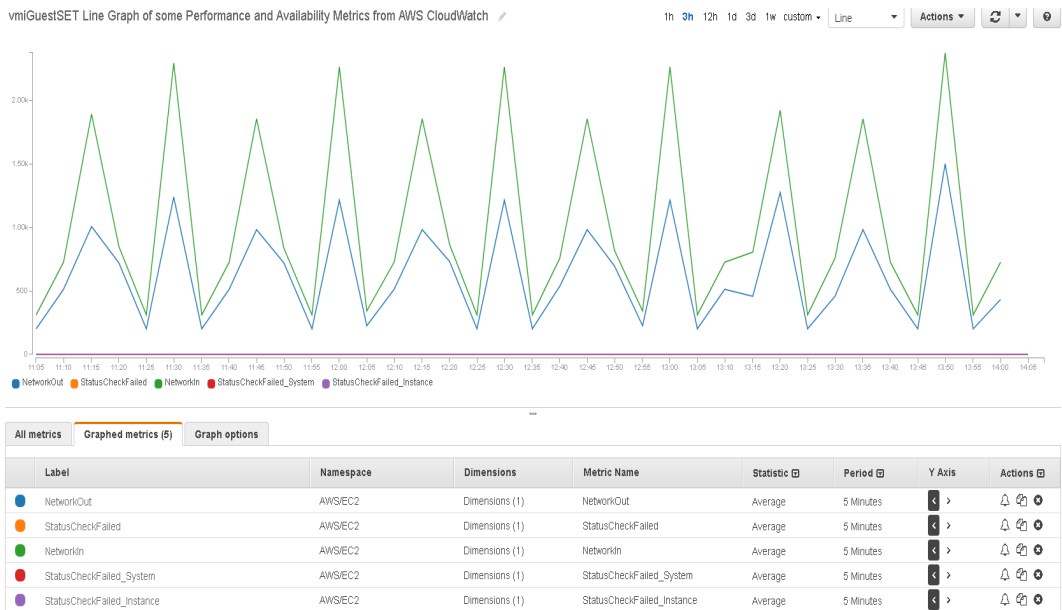 vmiGuestSET Line Graph of some Performance and Availability Metrics from AWS CloudWatch 1h 3h 12h 1d 3d 1w custom Line Actions
2.00k
1.50k
1.00k
500
0
11:05 11:10 11:15 11:20 11:25 11:30 11:35 11:40 11:45 11:50 11:55 12:00 12:05 12:10 12:15 12:20 12:25 12:30 12:35 12:40 12:45 12:50 12:55 13:00 13:05 13:10 13:15 13:20 13:25 13:30 13:35 13:40 13:45 13:50 13:55 14:00 14:05
NetworkOut StatusCheckFailed NetworkIn StatusCheckFailed_System StatusCheckFailed_Instance
All metrics Graphed metrics (5) Graph options
Label Namespace Dimensions Metric Name Statistic Period Y Axis Actions
NetworkOut AWS/EC2 Dimensions (1) NetworkOut Average 5 Minutes
StatusCheckFailed AWS/EC2 Dimensions (1) StatusCheckFailed Average 5 Minutes
NetworkIn AWS/EC2 Dimensions (1) NetworkIn Average 5 Minutes
StatusCheckFailed_System AWS/EC2 Dimensions (1) StatusCheckFailed_System Average 5 Minutes
StatusCheckFailed_Instance AWS/EC2 Dimensions (1) StatusCheckFailed_Instance Average 5 Minutes